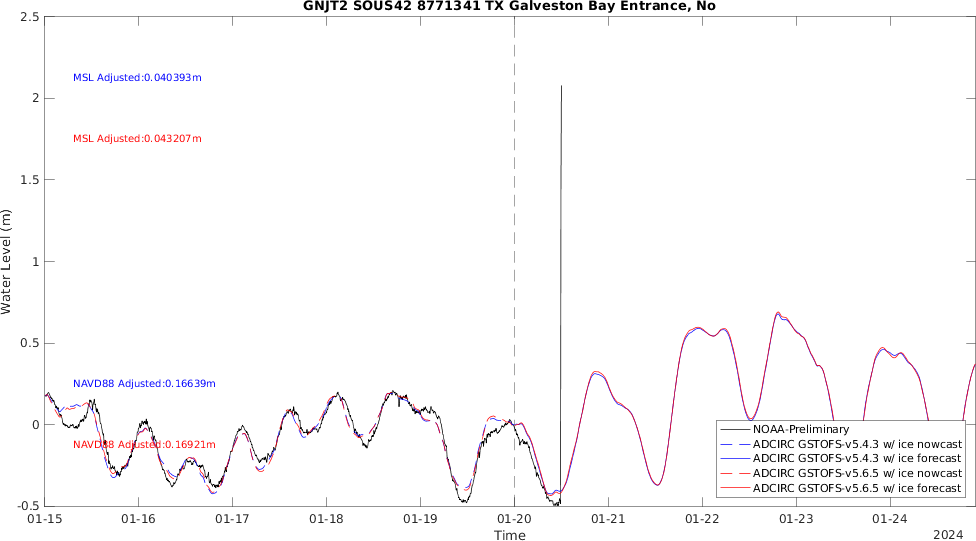 GNJT2 SOUS42 8771341 TX Galveston Bay Entrance, No
2.5
MSL Adjusted:0.040393m
2
MSL Adjusted:0.043207m
1.5
Water Level (m)
1
0.5
NAVD88 Adjusted:0.16639m
0
NAVD88 Adjusted:0.16921m
NOAA-Preliminary
ADCIRC GSTOFS-v5.4.3 w/ ice nowcast
ADCIRC GSTOFS-v5.4.3 w/ ice forecast
ADCIRC GSTOFS-v5.6.5 w/ ice nowcast
ADCIRC GSTOFS-v5.6.5 w/ ice forecast
-0.5
01-15 01-16 01-17 01-18 01-19 01-20 01-21 01-22 01-23 01-24
Time
2024